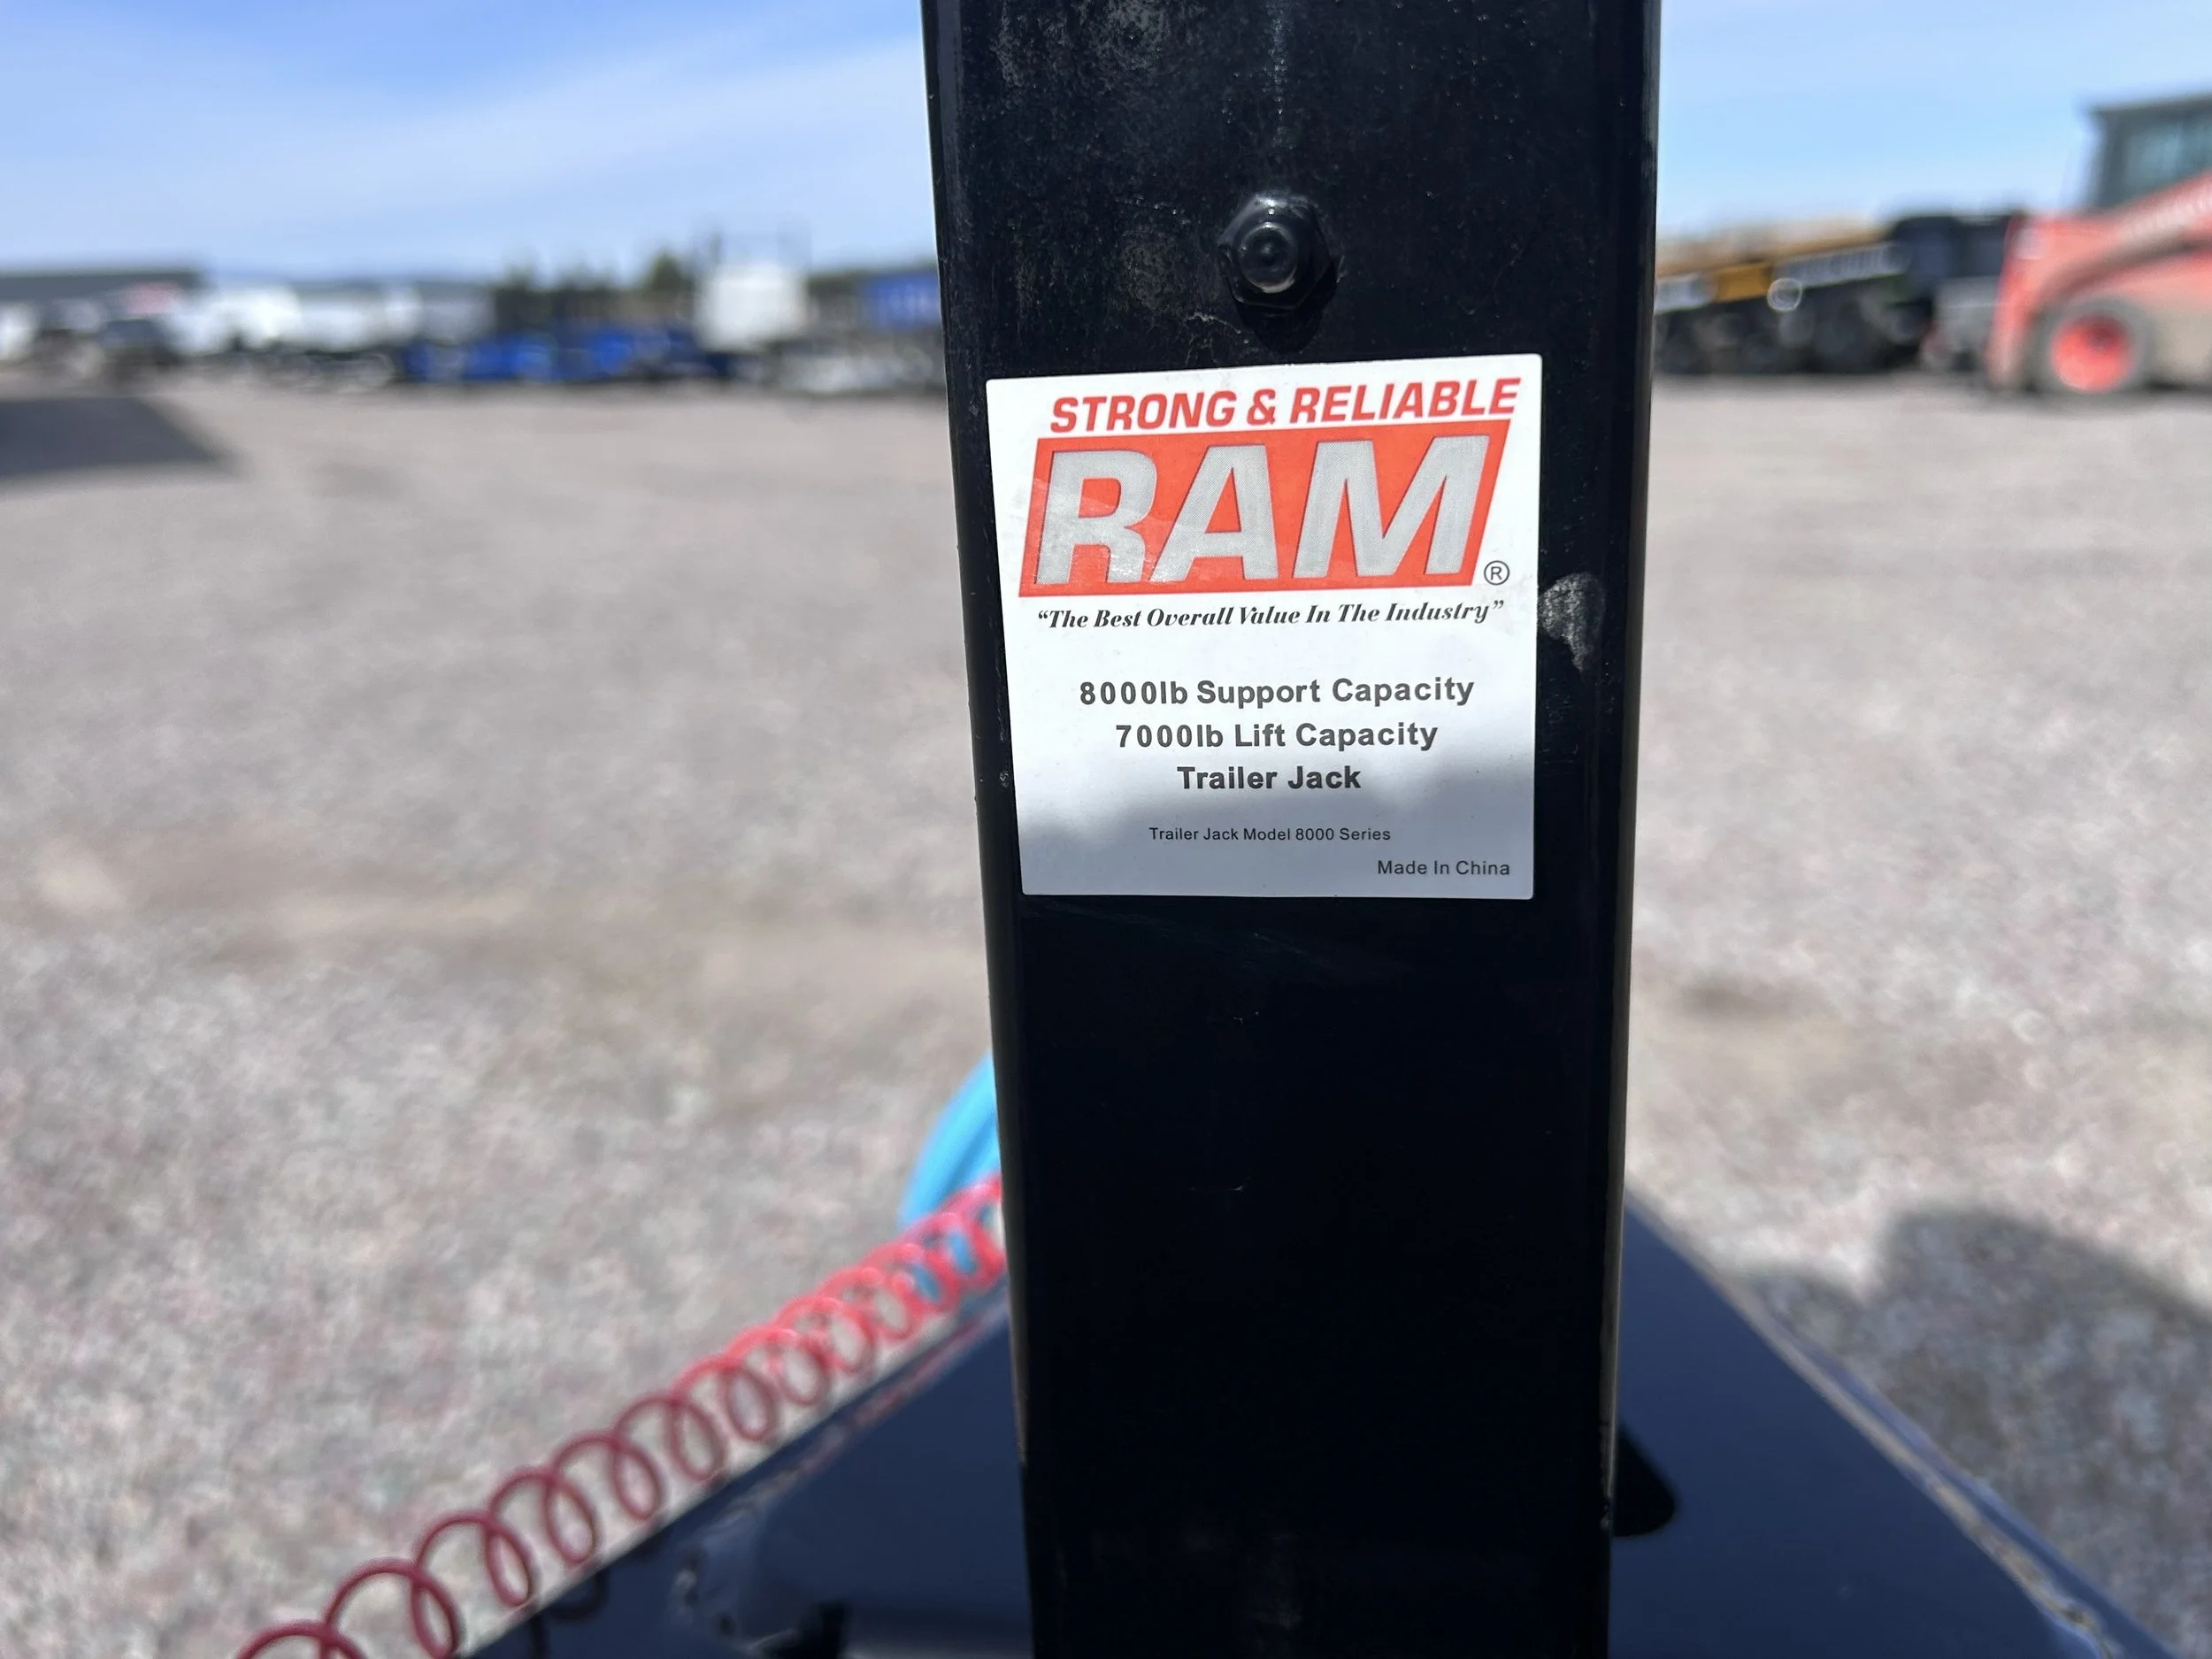 STRONG & RELIABLE
RAM®
“The Best Overall Value In The Industry”
8000lb Support Capacity
7000lb Lift Capacity
Trailer Jack
Trailer Jack Model 8000 Series
Made In China